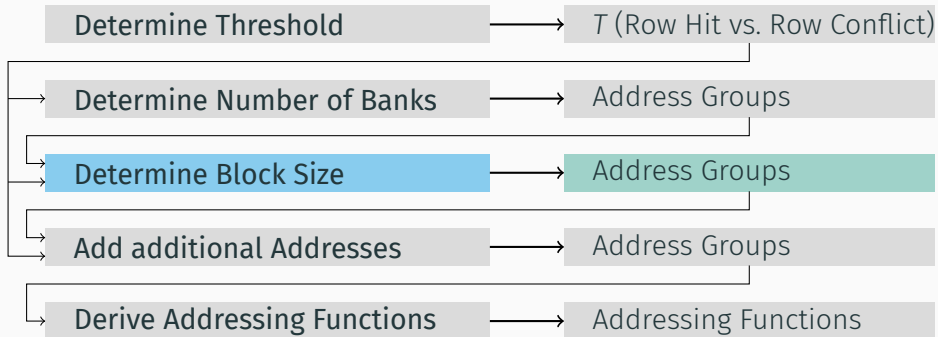 Determine Threshold T (Row Hit vs. Row Conflict)
Determine Number of Banks Address Groups
Determine Block Size Address Groups
Add additional Addresses Address Groups
Derive Addressing Functions Addressing Functions